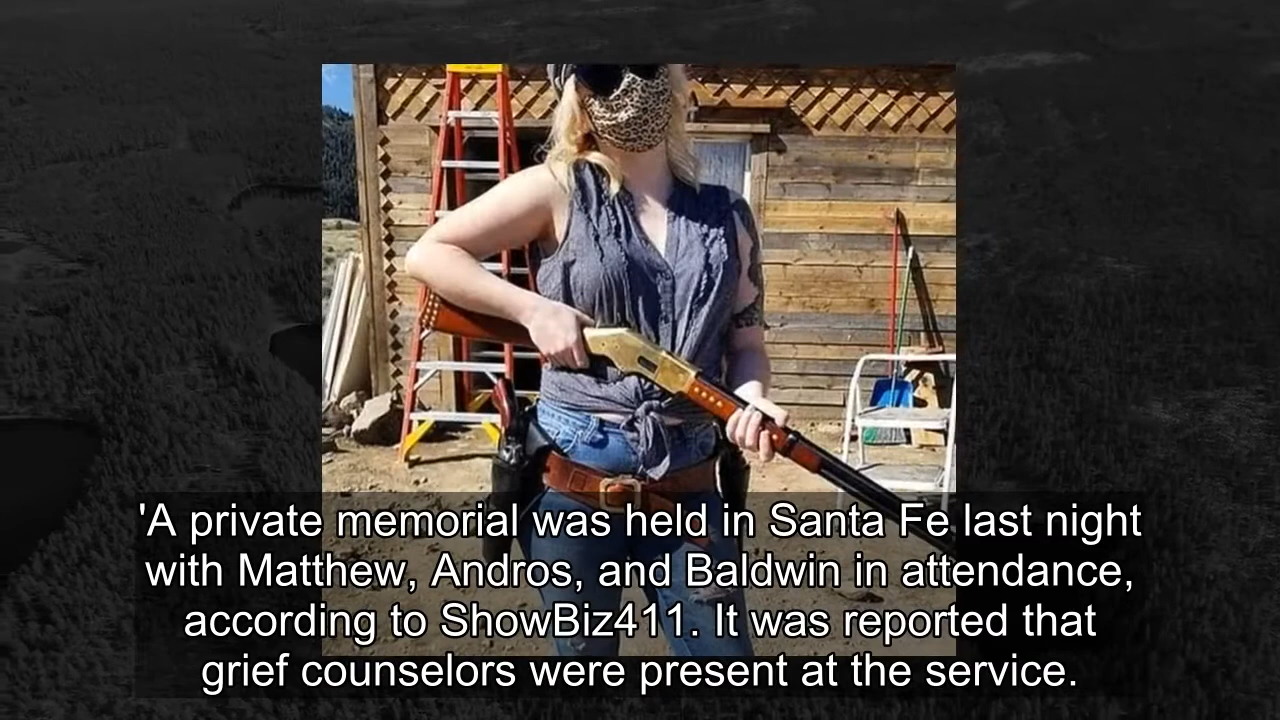 'A private memorial was held in Santa Fe last night
with Matthew, Andros, and Baldwin in attendance,
according to ShowBiz411. It was reported that
grief counselors were present at the service.